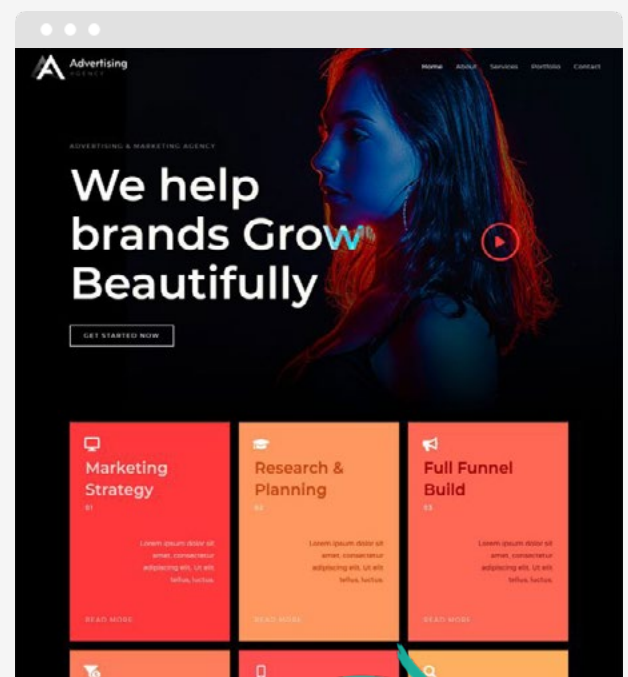 Advertising
AGENCY
Home About Services Portfolio Contact
ADVERTISING & MARKETING AGENCY
We help
brands Grow
Beautifully
GET STARTED NOW
Marketing
Strategy
01
Lorem ipsum dolor sit
amet, consectetur
adipiscing elit. Ut elit
tellus, luctus.
READ MORE
Research &
Planning
02
Lorem ipsum dolor sit
amet, consectetur
adipiscing elit. Ut elit
tellus, luctus.
READ MORE
Full Funnel
Build
03
Lorem ipsum dolor sit
amet, consectetur
adipiscing elit. Ut elit
tellus, luctus.
READ MORE